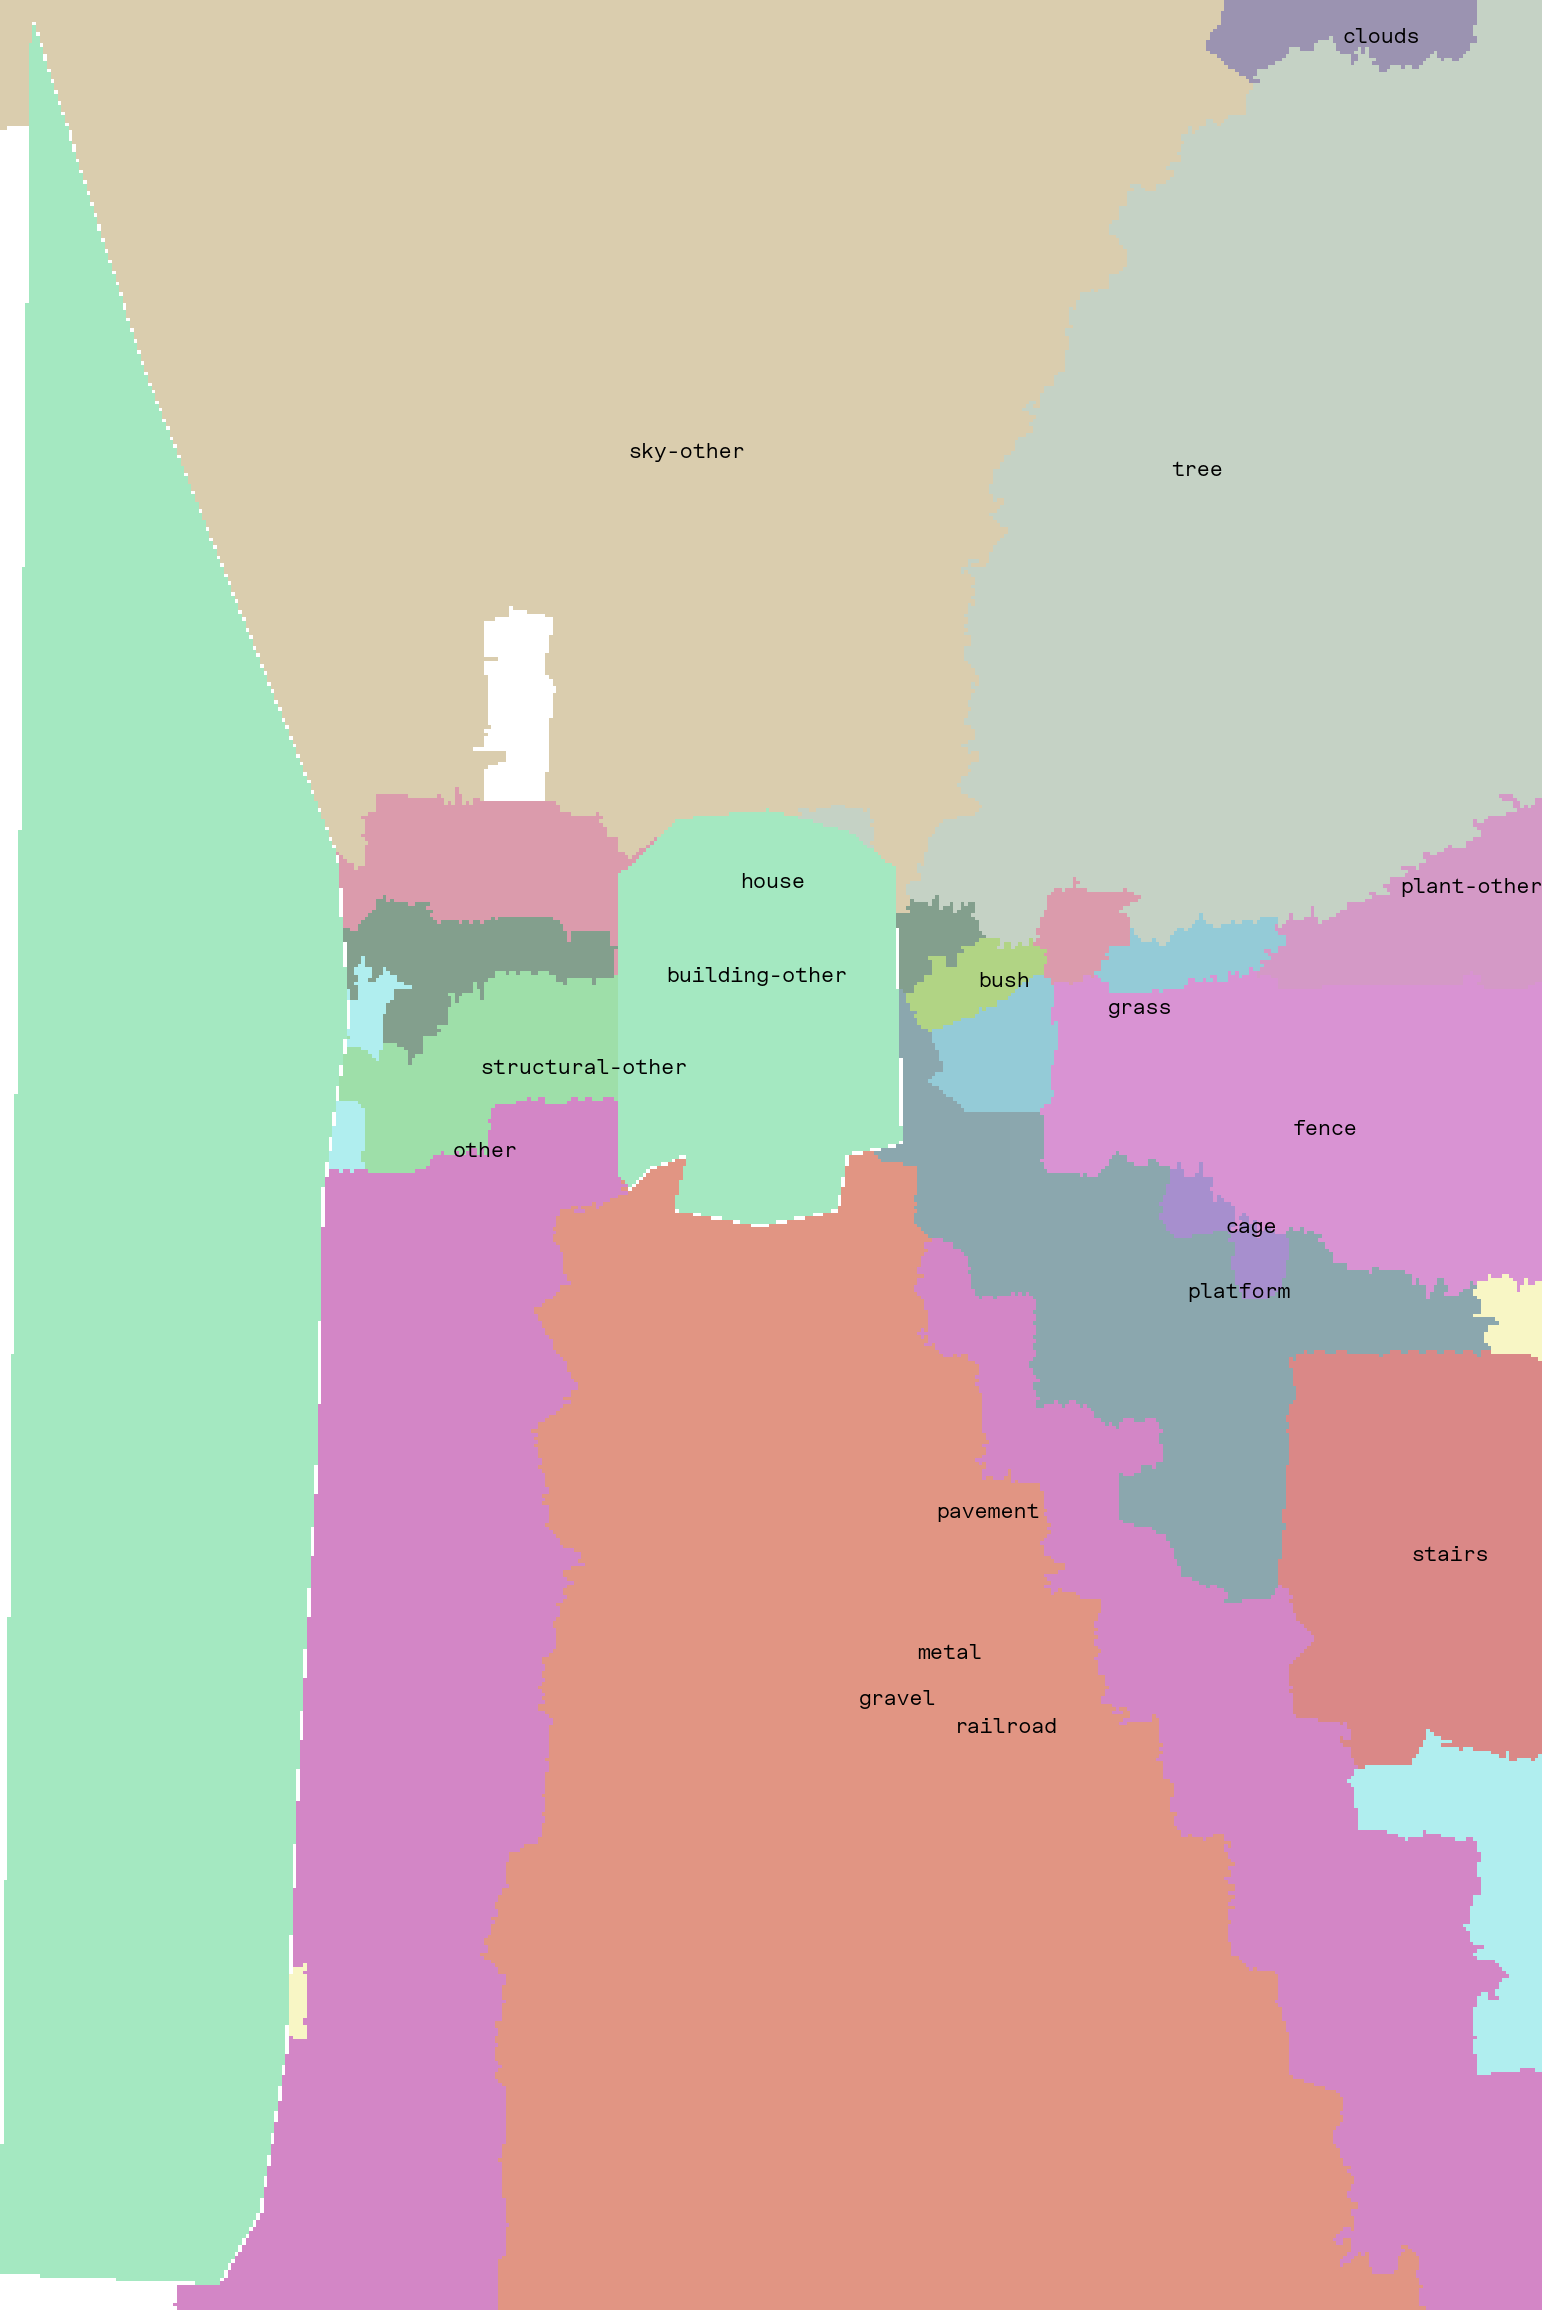 clouds
sky-other
tree
house
plant-other
building-other
bush
grass
structural-other
fence
other
cage
platform
pavement
stairs
metal
gravel
railroad